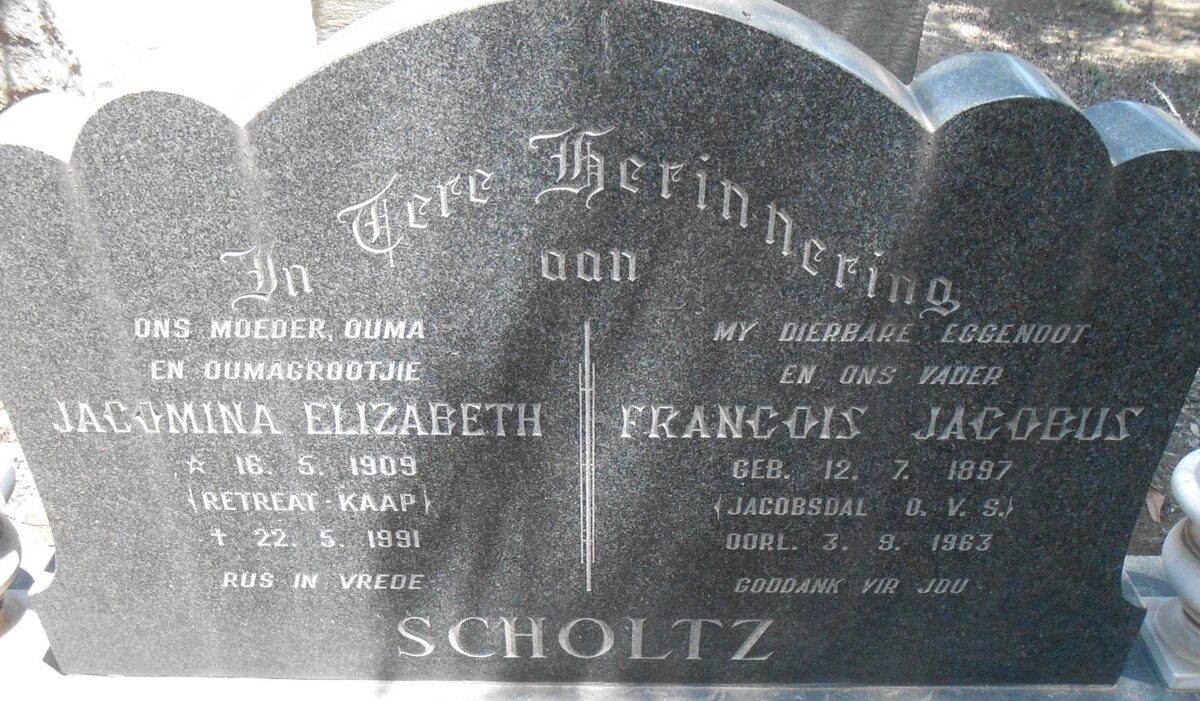 In Tere Herinnering
aan
ONS MOEDER, OUMA
EN OUMAGROOTJIE
JACOMINA ELIZABETH
☆ 16. 5. 1909
(RETREAT-KAAP)
✝ 22. 5. 1991
RUS IN VREDE
MY DIERBARE EGGENOOT
EN ONS VADER
FRANCOIS JACOBUS
GEB. 12. 7. 1897
(JACOBSDAL O. V. S.)
OORL. 3. 9. 1963
GODDANK VIR JOU
SCHOLTZ